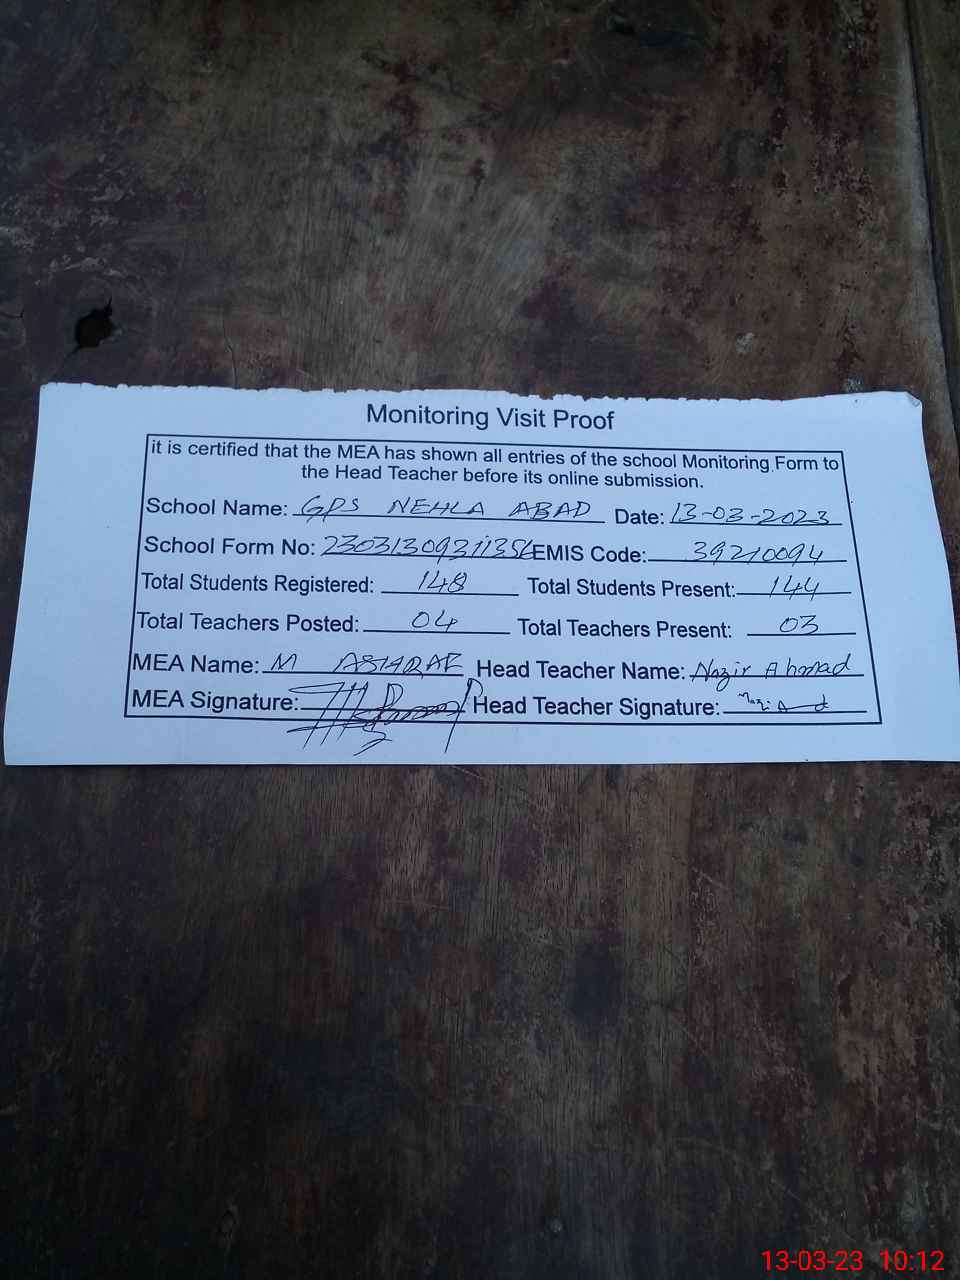 Monitoring Visit Proof
it is certified that the MEA has shown all entries of the school Monitoring Form to
the Head Teacher before its online submission.
School Name: GPS NEHLA ABAD Date: 13-03-2023
School Form No: EMIS Code: 39210094
Total Students Registered: 148 Total Students Present: 144
Total Teachers Posted: 04 Total Teachers Present: 03
MEA Name: M ASHRAF Head Teacher Name: Nazir Ahmad
MEA Signature: Head Teacher Signature:
13-03-23 10:12